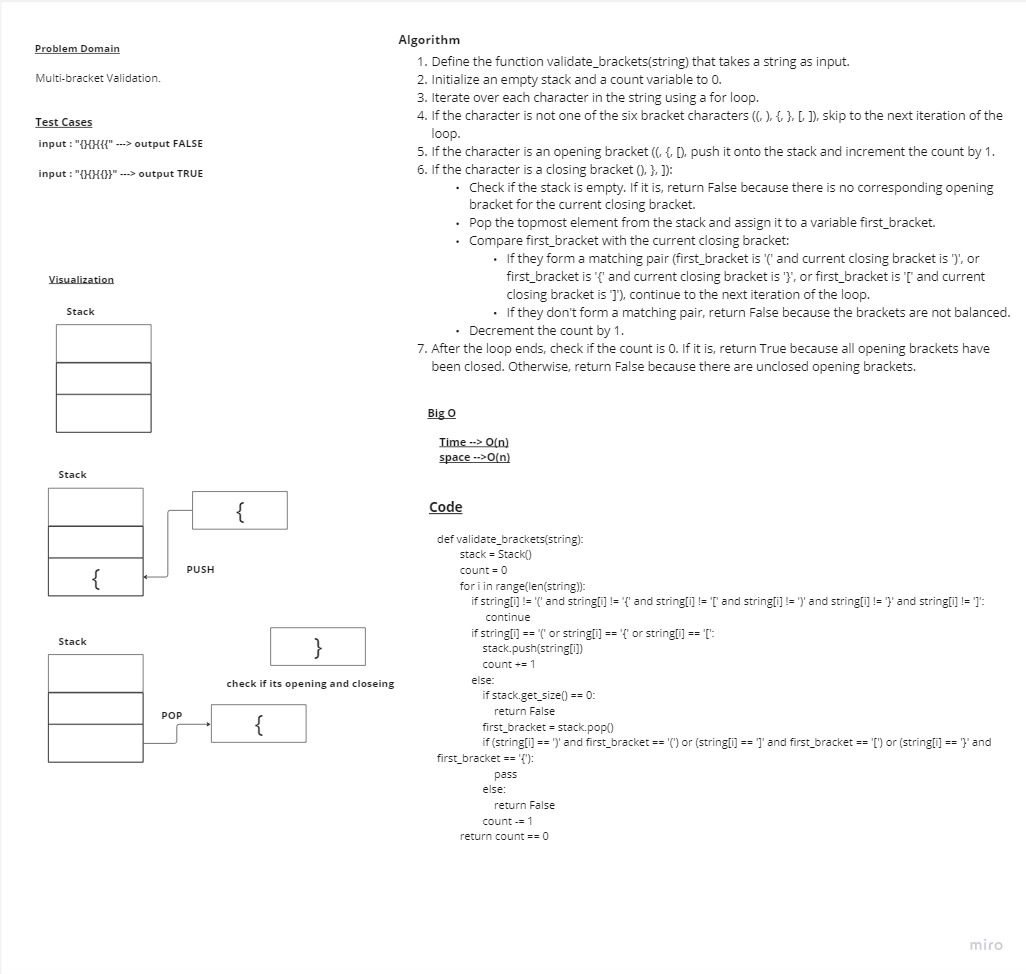 Problem Domain
Multi-bracket Validation.
Test Cases
input : "{}{}{{{" ---> output FALSE
input : "{}{}{{}}" ---> output TRUE
Visualization
Stack
Stack
{
{
PUSH
Stack
}
check if its opening and closeing
POP
{
Algorithm
1. Define the function validate_brackets(string) that takes a string as input.
2. Initialize an empty stack and a count variable to 0.
3. Iterate over each character in the string using a for loop.
4. If the character is not one of the six bracket characters ((, ), {, }, [, ]), skip to the next iteration of the
loop.
5. If the character is an opening bracket ((, {, [), push it onto the stack and increment the count by 1.
6. If the character is a closing bracket (), }, ]):
• Check if the stack is empty. If it is, return False because there is no corresponding opening
bracket for the current closing bracket.
• Pop the topmost element from the stack and assign it to a variable first_bracket.
• Compare first_bracket with the current closing bracket:
• If they form a matching pair (first_bracket is '(' and current closing bracket is ')', or
first_bracket is '{' and current closing bracket is '}', or first_bracket is '[' and current
closing bracket is ']'), continue to the next iteration of the loop.
• If they don't form a matching pair, return False because the brackets are not balanced.
• Decrement the count by 1.
7. After the loop ends, check if the count is 0. If it is, return True because all opening brackets have
been closed. Otherwise, return False because there are unclosed opening brackets.
Big O
Time --> O(n)
space -->O(n)
Code
def validate_brackets(string):
stack = Stack()
count = 0
for i in range(len(string)):
if string[i] != '(' and string[i] != '{' and string[i] != '[' and string[i] != ')' and string[i] != '}' and string[i] != ']':
continue
if string[i] == '(' or string[i] == '{' or string[i] == '[':
stack.push(string[i])
count += 1
else:
if stack.get_size() == 0:
return False
first_bracket = stack.pop()
if (string[i] == ')' and first_bracket == '(') or (string[i] == ']' and first_bracket == '[') or (string[i] == '}' and
first_bracket == '{'):
pass
else:
return False
count -= 1
return count == 0
miro